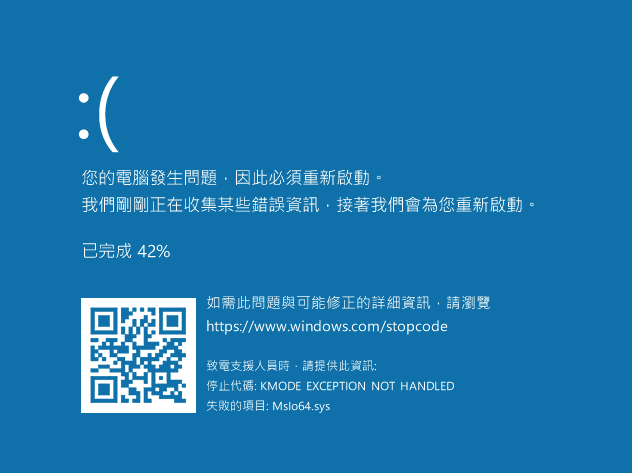 :(
您的電腦發生問題，因此必須重新啟動。
我們剛剛正在收集某些錯誤資訊，接著我們會為您重新啟動。
已完成 42%
如需此問題與可能修正的詳細資訊，請瀏覽
https://www.windows.com/stopcode
致電支援人員時，請提供此資訊:
停止代碼: KMODE EXCEPTION NOT HANDLED
失敗的項目: MsIo64.sys